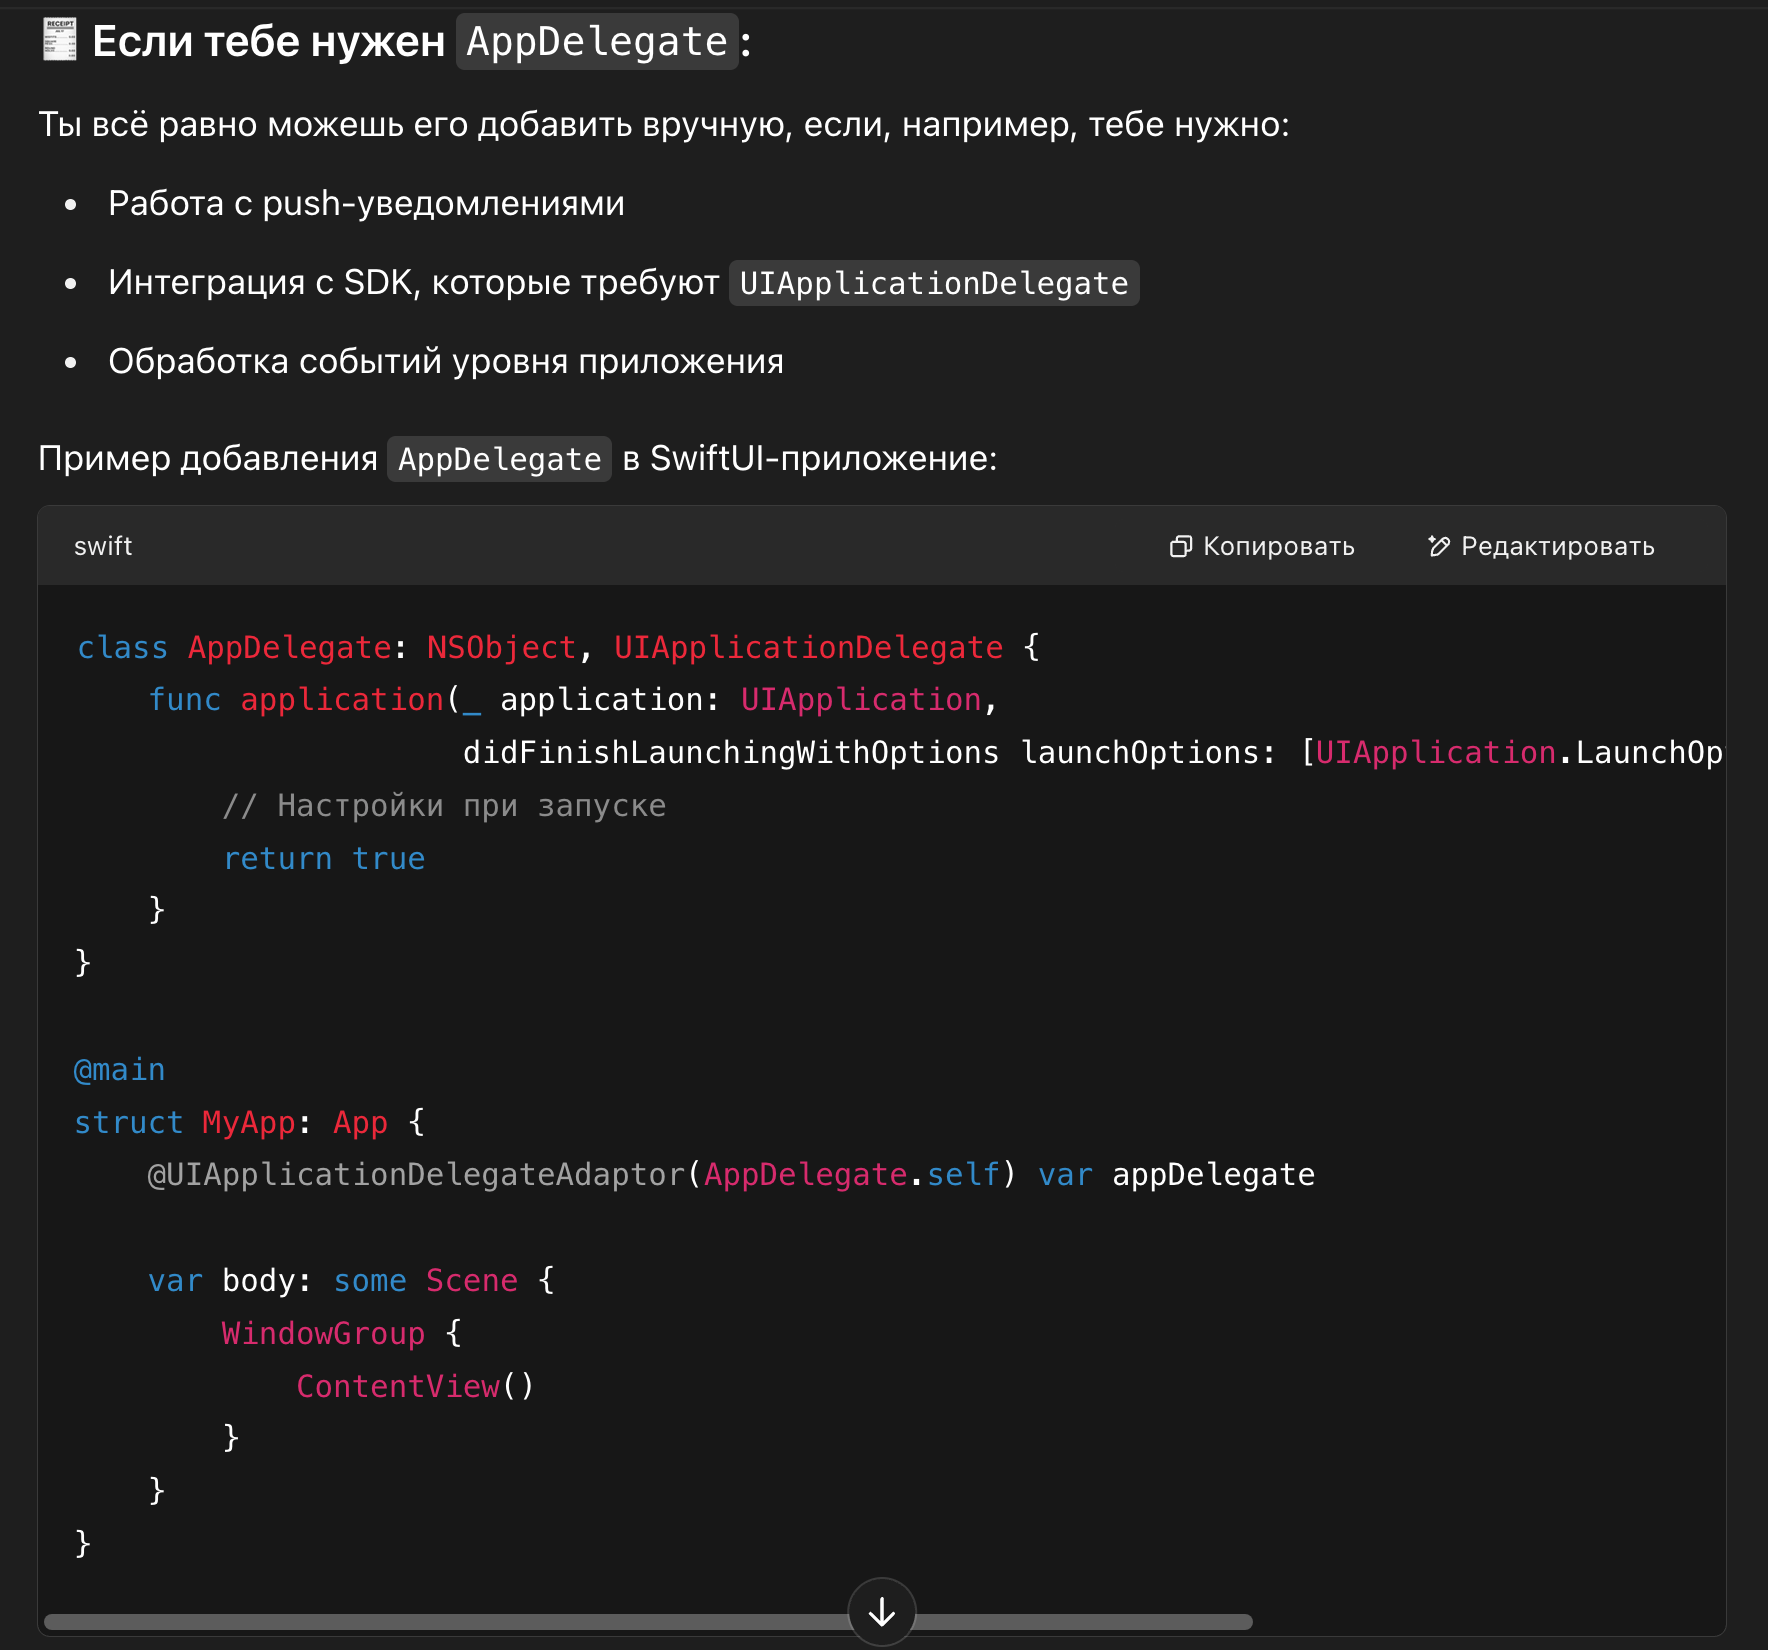 RECEIPT
Если тебе нужен AppDelegate:
Ты всё равно можешь его добавить вручную, если, например, тебе нужно:
• Работа с push-уведомлениями
• Интеграция с SDK, которые требуют UIApplicationDelegate
• Обработка событий уровня приложения
Пример добавления AppDelegate в SwiftUI-приложение:
swift Копировать Редактировать
class AppDelegate: NSObject, UIApplicationDelegate {
    func application(_ application: UIApplication,
                     didFinishLaunchingWithOptions launchOptions: [UIApplication.LaunchOp
        // Настройки при запуске
        return true
    }
}
@main
struct MyApp: App {
    @UIApplicationDelegateAdaptor(AppDelegate.self) var appDelegate
    var body: some Scene {
        WindowGroup {
            ContentView()
        }
    }
}